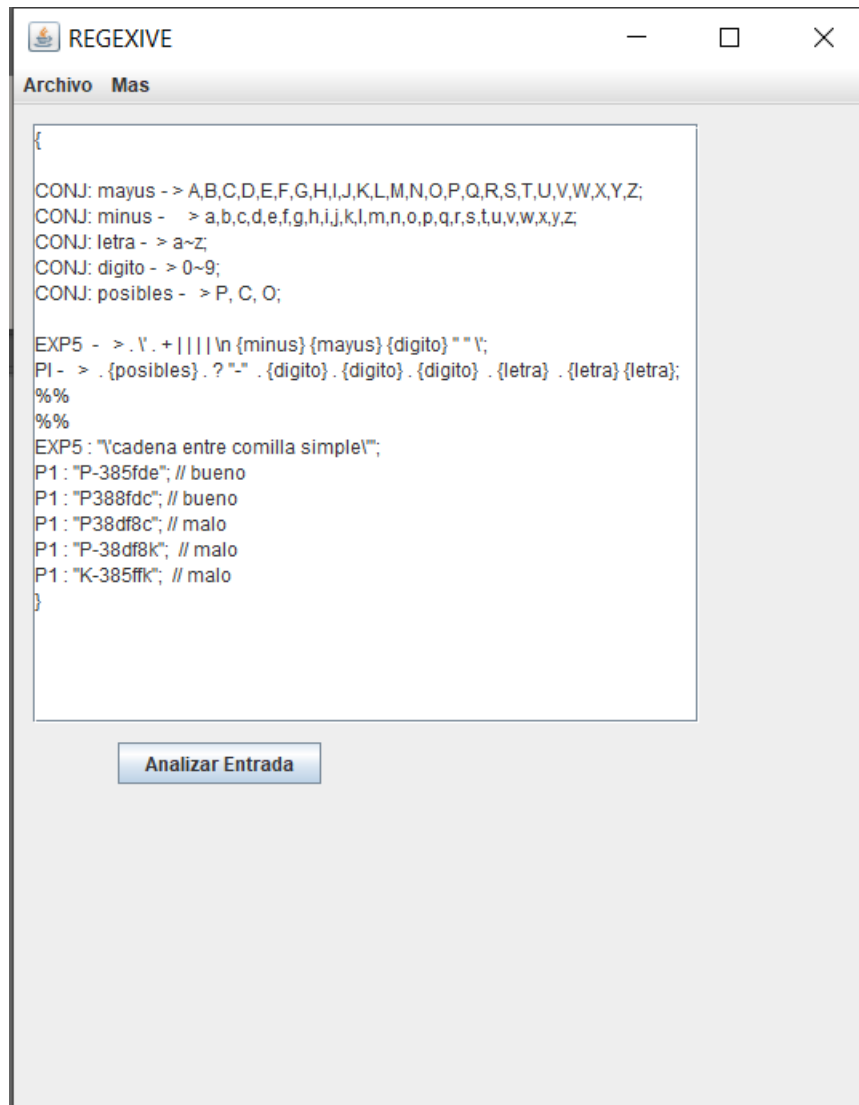 REGEXIVE
Archivo Mas
{
CONJ: mayus - > A,B,C,D,E,F,G,H,I,J,K,L,M,N,O,P,Q,R,S,T,U,V,W,X,Y,Z;
CONJ: minus -    > a,b,c,d,e,f,g,h,i,j,k,l,m,n,o,p,q,r,s,t,u,v,w,x,y,z;
CONJ: letra - > a~z;
CONJ: digito - > 0~9;
CONJ: posibles -  > P, C, O;
EXP5  -  > . \' . + | | | | \n {minus} {mayus} {digito} " " \';
PI -  >  . {posibles} . ? "-"  . {digito} . {digito} . {digito}  . {letra}  . {letra} {letra};
%%
%%
EXP5 : "\'cadena entre comilla simple\'";
P1 : "P-385fde"; // bueno
P1 : "P388fdc"; // bueno
P1 : "P38df8c"; // malo
P1 : "P-38df8k";  // malo
P1 : "K-385ffk";  // malo
}
Analizar Entrada